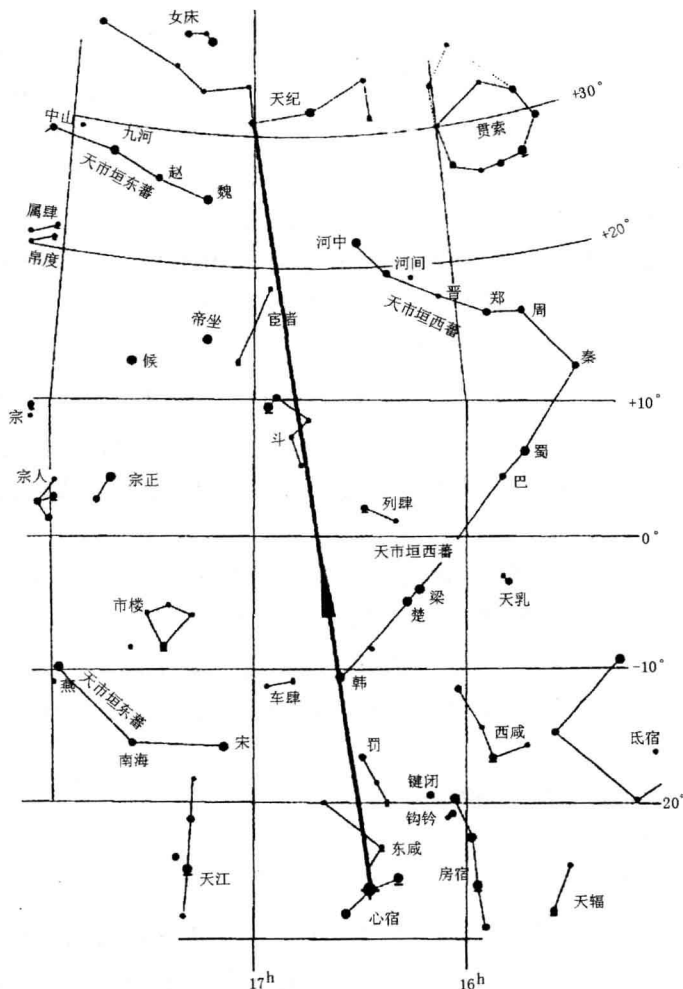 女床
天纪
+30°
贯索
中山
九河
天市垣东蕃
赵
魏
属肆
帛度
河中
河间
+20°
晋
郑
周
天市垣西蕃
秦
帝坐
宦者
候
+10°
宗
斗
蜀
巴
宗人
宗正
列肆
0°
天市垣西蕃
市楼
梁
楚
天乳
-10°
燕
天市垣东蕃
韩
车肆
南海
宋
罚
西咸
氐宿
键闭
钩钤
-20°
东咸
天江
心宿
房宿
天辐
17h
16h